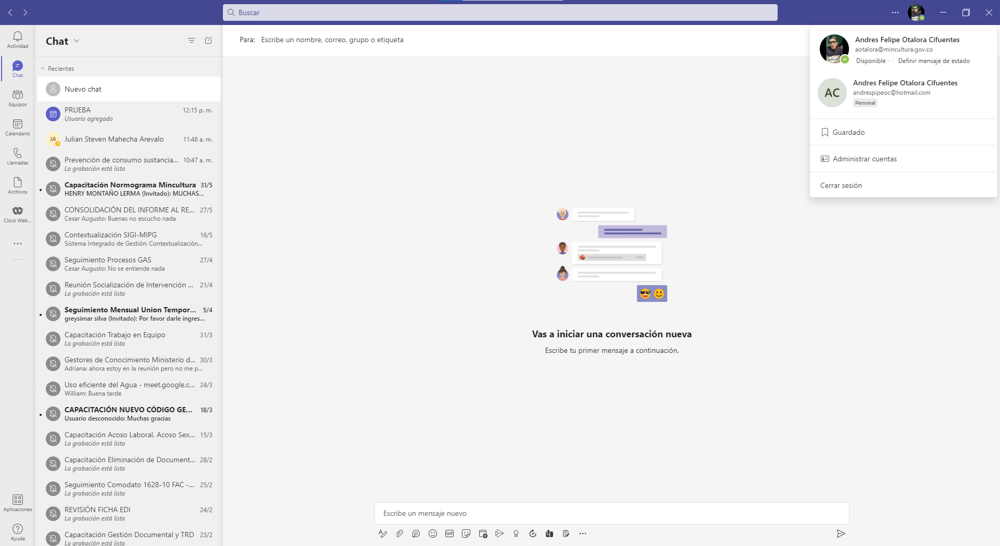 Buscar
Actividad
Chat
Equipos
Calendario
Llamadas
Archivos
Cisco Web...
Aplicaciones
Ayuda
Chat
Recientes
Nuevo chat
PRUEBA 12:15 p. m.
Usuario agregado
JA Julian Steven Mahecha Arevalo 11:48 a. m.
Prevención de consumo sustancia... 10:47 a. m.
La grabación está lista
Capacitación Normograma Mincultura 31/5
HENRY MONTAÑO LERMA (Invitado): MUCHAS...
CONSOLIDACIÓN DEL INFORME AL RE... 27/5
Cesar Augusto: Buenas no escucho nada
Contextualización SIGI-MIPG 16/5
Sistema Integrado de Gestión: Contextualización...
Seguimiento Procesos GAS 27/4
Cesar Augusto: No se entiende nada
Reunión Socialización de Intervención ... 21/4
La grabación está lista
Seguimiento Mensual Union Tempor... 5/4
greysimar silva (Invitado): Por favor darle ingres...
Capacitación Trabajo en Equipo 31/3
La grabación está lista
Gestores de Conocimiento Ministerio d... 30/3
Adriana: ahora estoy en la reunión pero no me p...
Uso eficiente del Agua - meet.google.c... 24/3
William: Buena tarde
CAPACITACIÓN NUEVO CÓDIGO GE... 18/3
Usuario desconocido: Muchas gracias
Capacitación Acoso Laboral, Acoso Sex... 15/3
La grabación está lista
Capacitación Eliminación de Document... 28/2
La grabación está lista
Seguimiento Comodato 1628-10 FAC -... 25/2
La grabación está lista
REVISIÓN FICHA EDI 24/2
La grabación está lista
Capacitación Gestión Documental y TRD 23/2
La grabación está lista
Para: Escribe un nombre, correo, grupo o etiqueta
Vas a iniciar una conversación nueva
Escribe tu primer mensaje a continuación.
Escribe un mensaje nuevo
GIF
Andres Felipe Otalora Cifuentes
aotalora@mincultura.gov.co
Disponible Definir mensaje de estado
AC
Andres Felipe Otalora Cifuentes
andrespipeoc@hotmail.com
Personal
Guardado
Administrar cuentas
Cerrar sesión